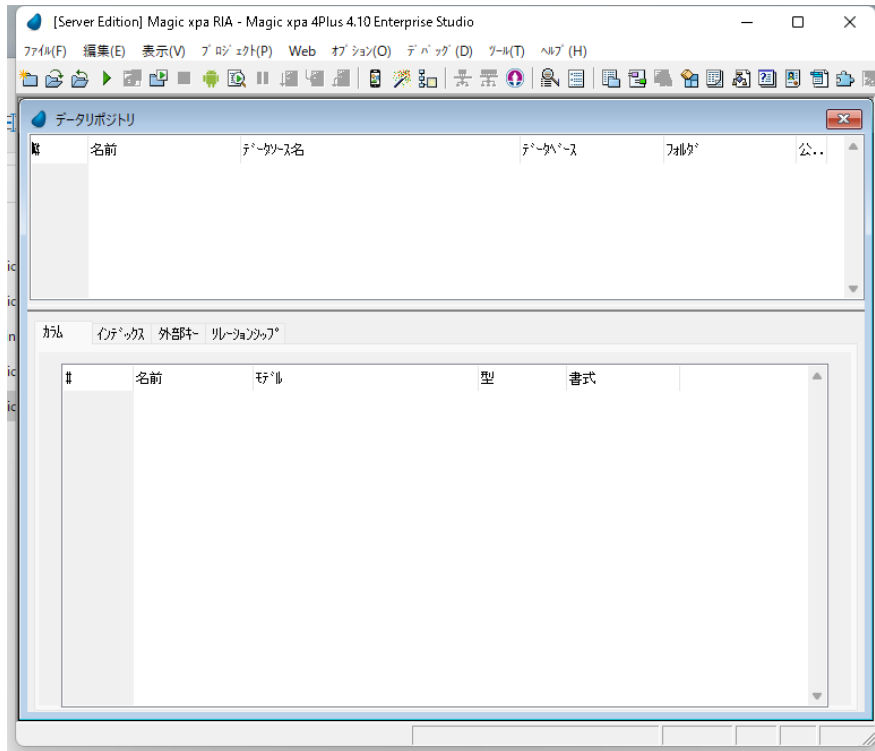 [Server Edition] Magic xpa RIA - Magic xpa 4Plus 4.10 Enterprise Studio
ﾌｧｲﾙ(F) 編集(E) 表示(V) ﾌﾟﾛｼﾞｪｸﾄ(P) Web ｵﾌﾟｼｮﾝ(O) ﾃﾞﾊﾞｯｸﾞ(D) ﾂｰﾙ(T) ﾍﾙﾌﾟ(H)
データリポジトリ
名前 ﾃﾞｰﾀｿｰｽ名 ﾃﾞｰﾀﾍﾞｰｽ ﾌｫﾙﾀﾞ 公..
ｶﾗﾑ ｲﾝﾃﾞｯｸｽ 外部ｷｰ ﾘﾚｰｼｮﾝｼｯﾌﾟ
# 名前 ﾓﾃﾞﾙ 型 書式
ic
ic
n
ic
ic